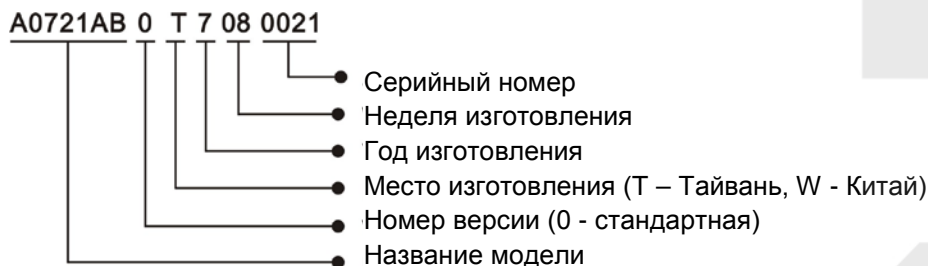 A0721AB 0 T 7 08 0021
Серийный номер
Неделя изготовления
Год изготовления
Место изготовления (T – Тайвань, W - Китай)
Номер версии (0 - стандартная)
Название модели